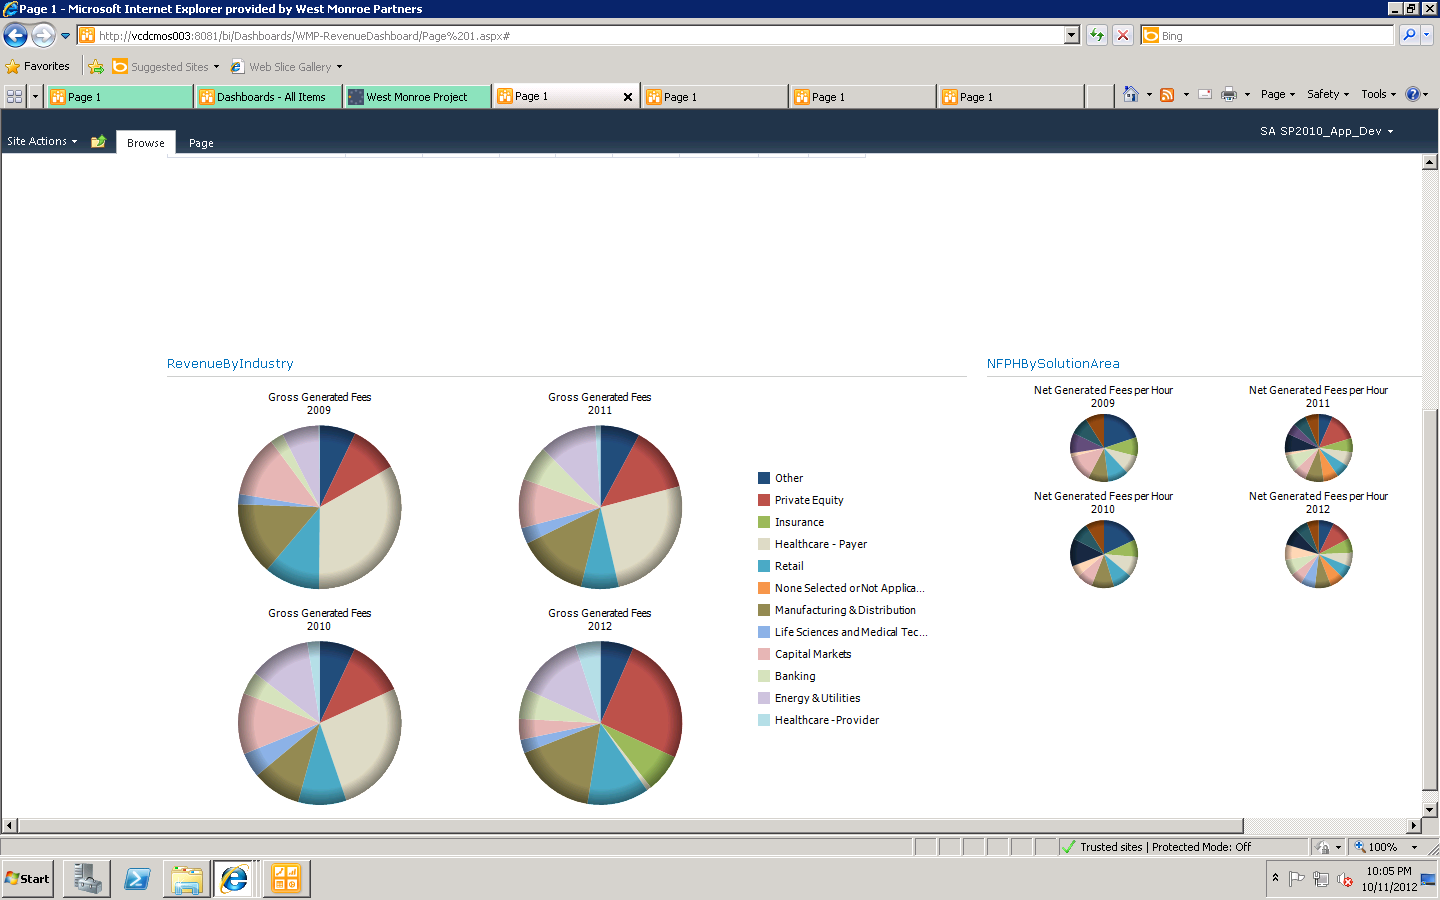 Page 1 - Microsoft Internet Explorer provided by West Monroe Partners
http://vcdcmos003:8081/bi/Dashboards/WMP-RevenueDashboard/Page%201.aspx#
Bing
Favorites
Suggested Sites
Web Slice Gallery
Page 1
Dashboards - All Items
West Monroe Project
Page 1
Page 1
Page 1
Page 1
Page
Safety
Tools
Site Actions
Browse
Page
SA SP2010_App_Dev
RevenueByIndustry
NFPHBySolutionArea
Gross Generated Fees
2009
Gross Generated Fees
2011
Gross Generated Fees
2010
Gross Generated Fees
2012
Other
Private Equity
Insurance
Healthcare - Payer
Retail
None Selected or Not Applica...
Manufacturing & Distribution
Life Sciences and Medical Tec...
Capital Markets
Banking
Energy & Utilities
Healthcare - Provider
Net Generated Fees per Hour
2009
Net Generated Fees per Hour
2011
Net Generated Fees per Hour
2010
Net Generated Fees per Hour
2012
Trusted sites | Protected Mode: Off
100%
Start
10:05 PM
10/11/2012